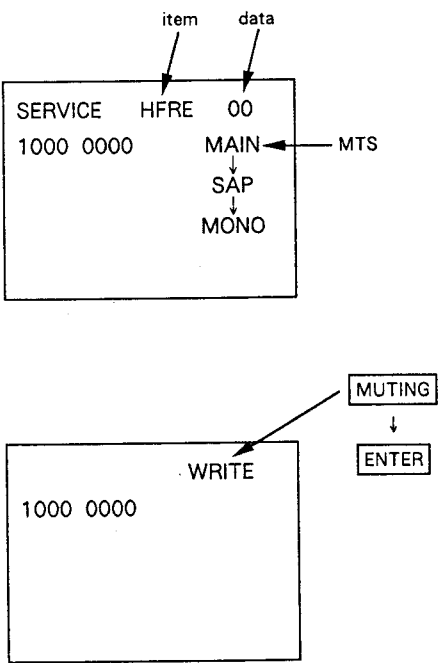 item data
SERVICE HFRE 00
1000 0000 MAIN MTS
SAP
MONO
MUTING
ENTER
WRITE
1000 0000